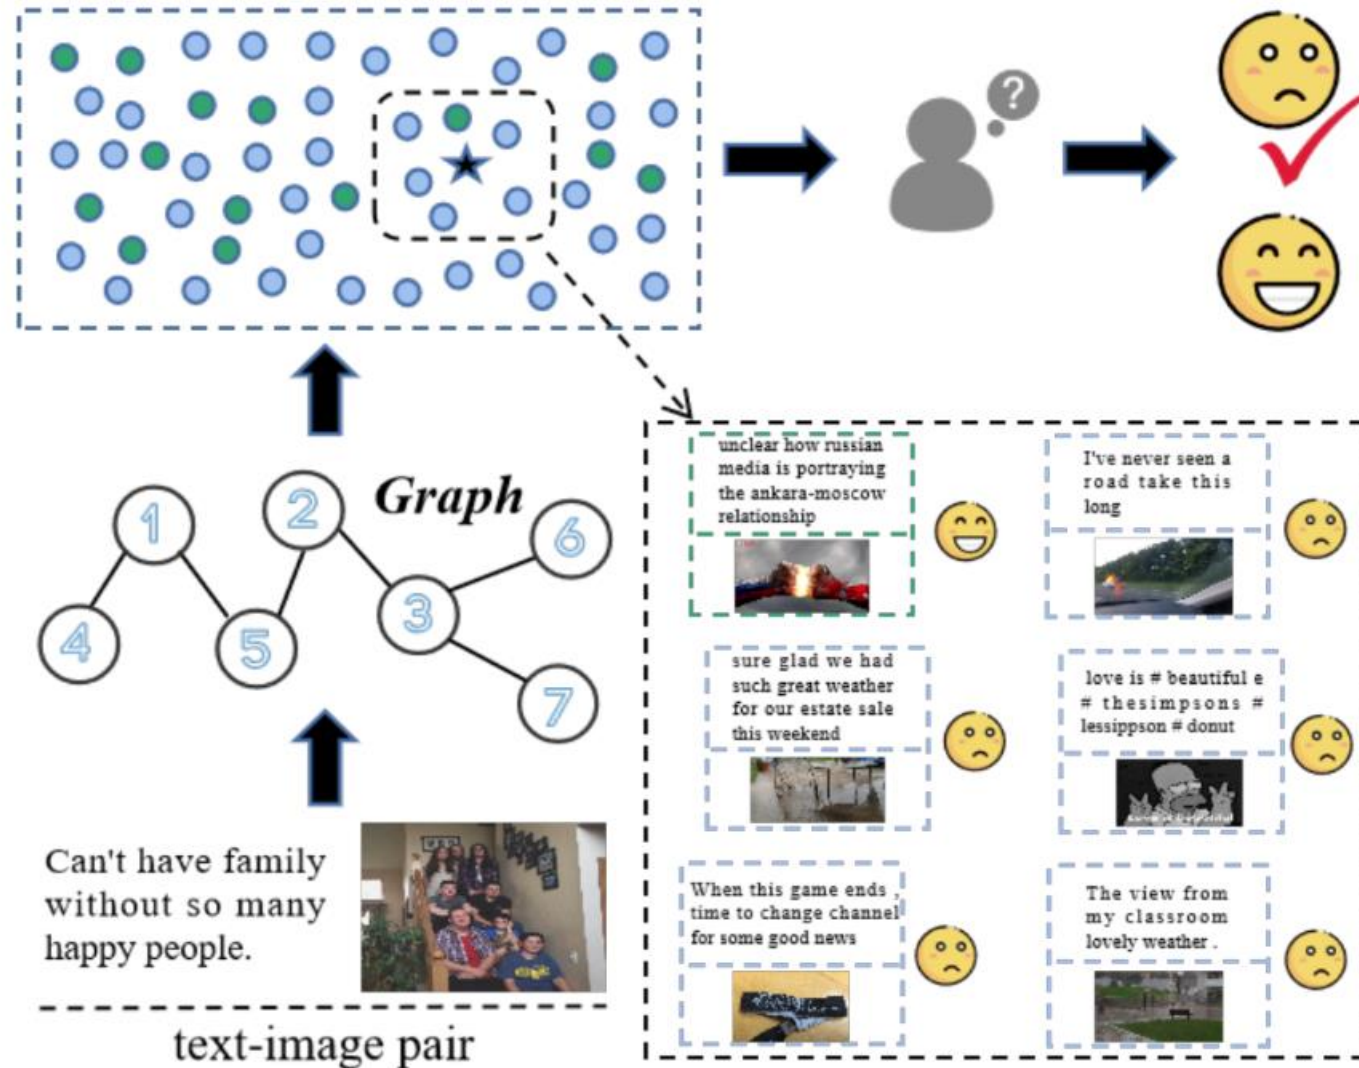 ?
Graph
1
2
6
3
4
5
7
Can't have family
without so many
happy people.
text-image pair
unclear how russian
media is portraying
the ankara-moscow
relationship
I've never seen a
road take this
long
sure glad we had
such great weather
for our estate sale
this weekend
love is # beautiful e
# thesimpsons #
lessippson # donut
When this game ends ,
time to change channel
for some good news
The view from
my classroom
lovely weather .